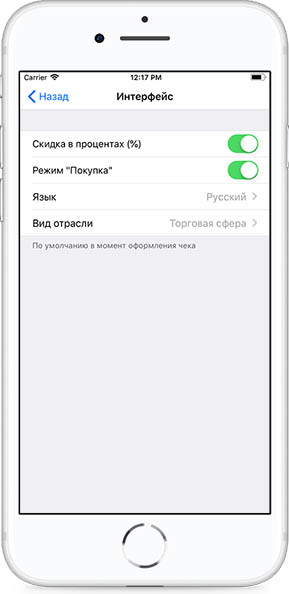 Carrier 12:17 PM
Назад Интерфейс
Скидка в процентах (%)
Режим "Покупка"
Язык Русский
Вид отрасли Торговая сфера
По умолчанию в момент оформления чека